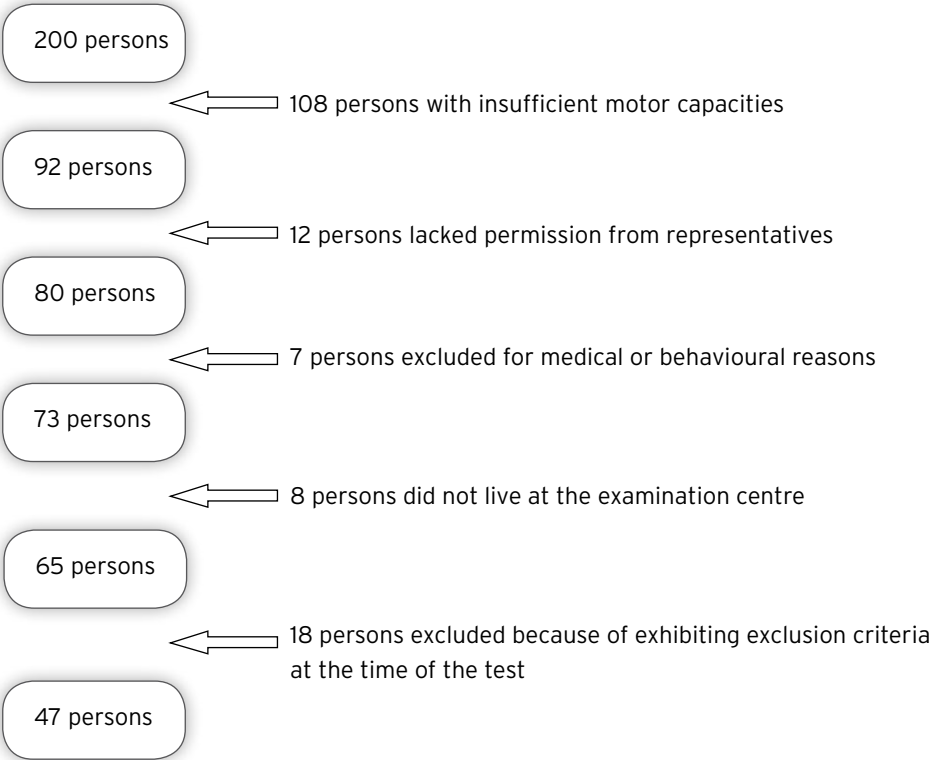 200 persons
108 persons with insufficient motor capacities
92 persons
12 persons lacked permission from representatives
80 persons
7 persons excluded for medical or behavioural reasons
73 persons
8 persons did not live at the examination centre
65 persons
18 persons excluded because of exhibiting exclusion criteria
at the time of the test
47 persons